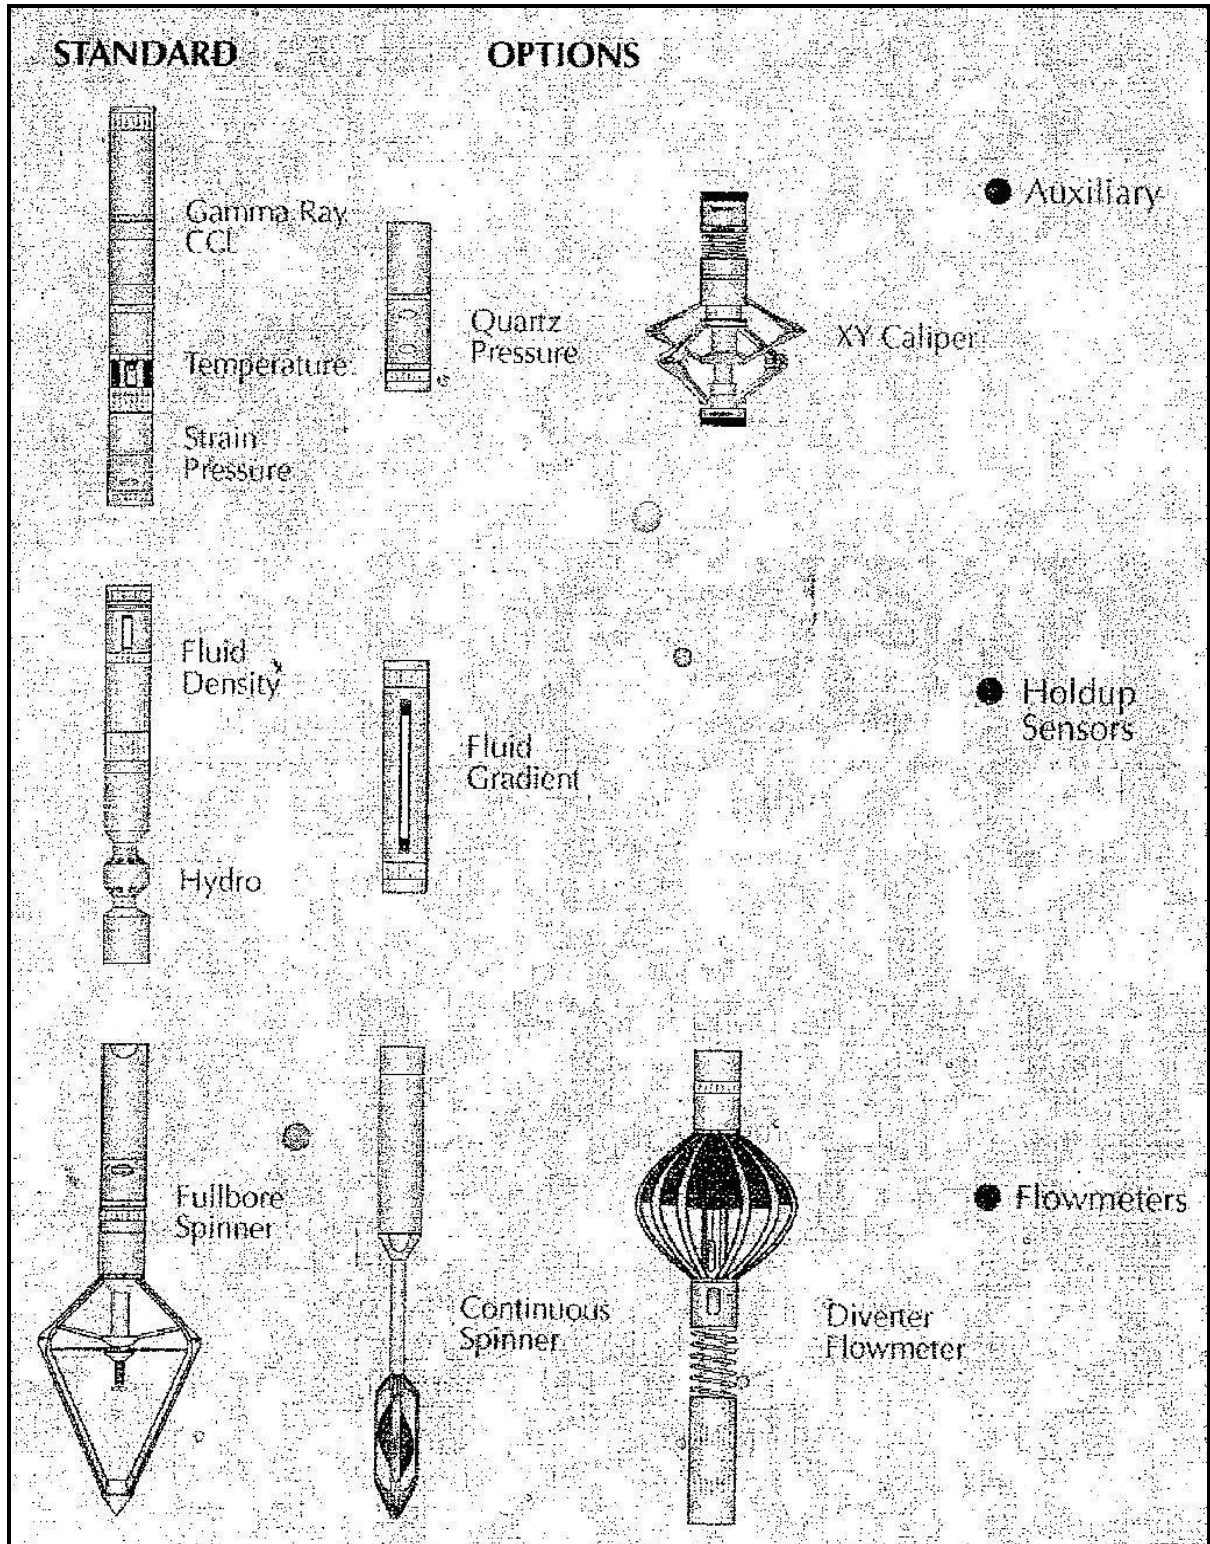 STANDARD
OPTIONS
Gamma Ray
CCL
Temperature
Strain
Pressure
Quartz
Pressure
XY Caliper
Auxiliary
Fluid
Density
Hydro
Fluid
Gradient
Holdup
Sensors
Fullbore
Spinner
Continuous
Spinner
Diverter
Flowmeter
Flowmeters